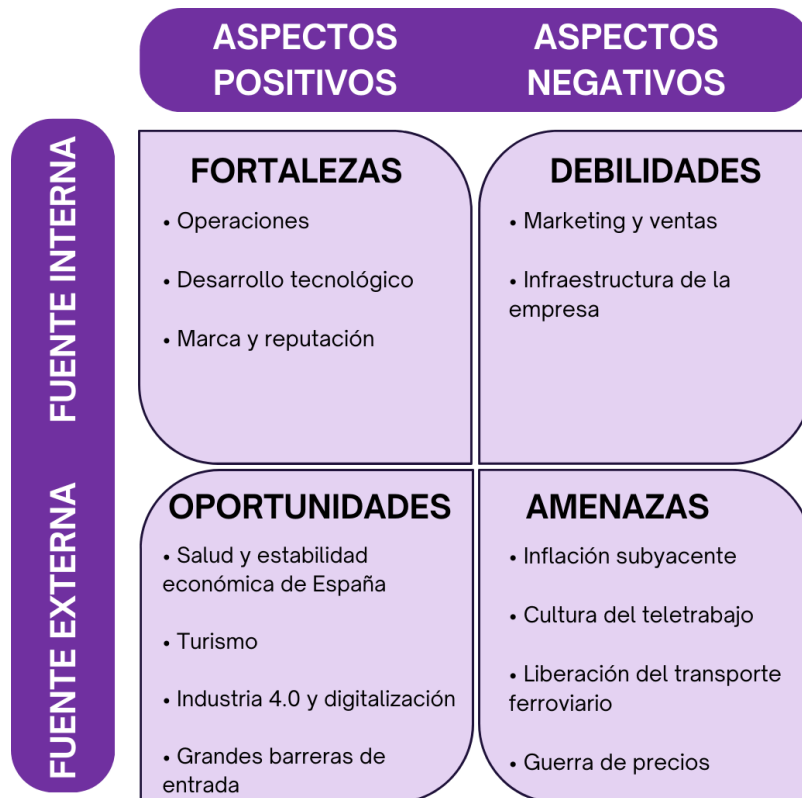 ASPECTOS
POSITIVOS
ASPECTOS
NEGATIVOS
FUENTE INTERNA
FORTALEZAS
• Operaciones
• Desarrollo tecnológico
• Marca y reputación
DEBILIDADES
• Marketing y ventas
• Infraestructura de la
empresa
FUENTE EXTERNA
OPORTUNIDADES
• Salud y estabilidad
económica de España
• Turismo
• Industria 4.0 y digitalización
• Grandes barreras de
entrada
AMENAZAS
• Inflación subyacente
• Cultura del teletrabajo
• Liberación del transporte
ferroviario
• Guerra de precios